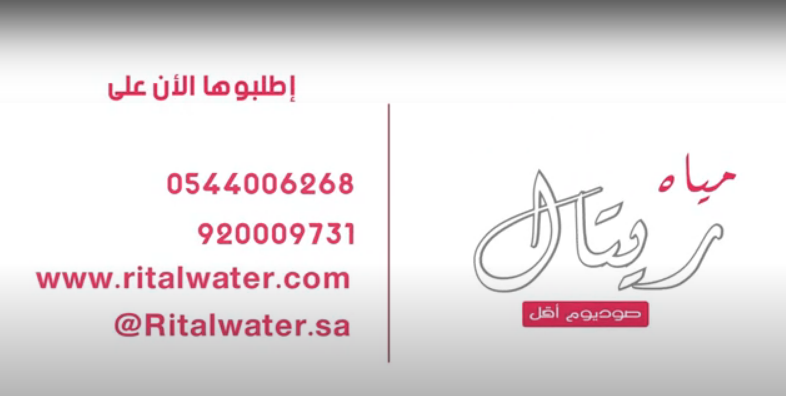 إطلبوها الأن على
0544006268
920009731
www.ritalwater.com
@Ritalwater.sa
مياه
ريتال
صوديوم أقل